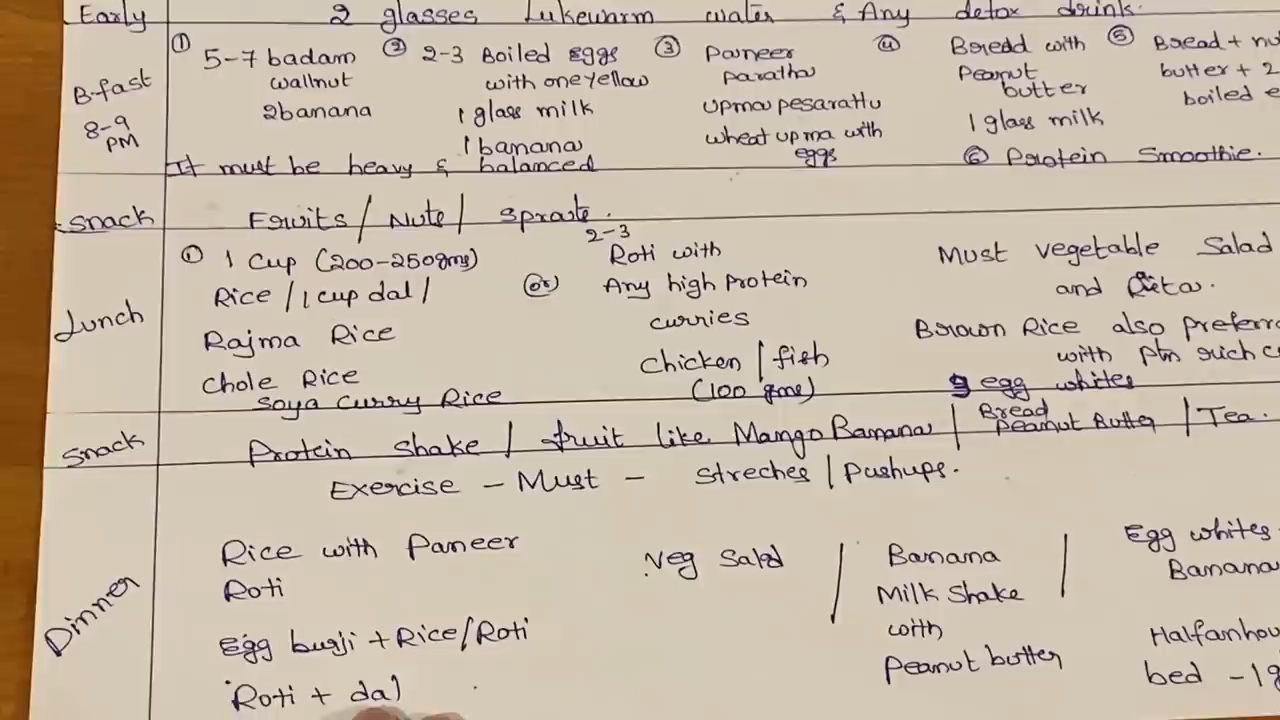 Early 2 glasses Lukewarm water & Any detox drink.
B-fast
8-9
PM
① 5-7 badam
wallnut
2banana
② 2-3 Boiled eggs
with one yellow
1 glass milk
1 banana
③ Paneer
paratha
upma pesarattu
wheat upma with
eggs
④ Bredd with
Peanut
butter
1 glass milk
⑤ Bread + nu
butter + 2
boiled e
⑥ Protein Smoothie.
It must be heavy & balanced
Snack Fruits / Nuts / Sprouts.
Lunch
① 1 Cup (200-250gms)
Rice / 1 cup dal /
Rajma Rice
Chole Rice
Soya Curry Rice
(or)
2-3
Roti with
Any high protein
curries
Chicken / fish
(100 gms)
Must vegetable Salad
and Raita.
Brown Rice also preferr
with ptn rich c
egg whites
Snack Protein shake / fruit like Mango Banana / Bread Peanut Butter / Tea.
Exercise - Must - streches / Pushups.
Dinner
Rice with Paneer
Roti
Egg burji + Rice/Roti
Roti + dal
Veg Salad /
Banana
Milk Shake
with
Peanut butter
/ Egg whites
Banana
Halfanhou
bed - 1g